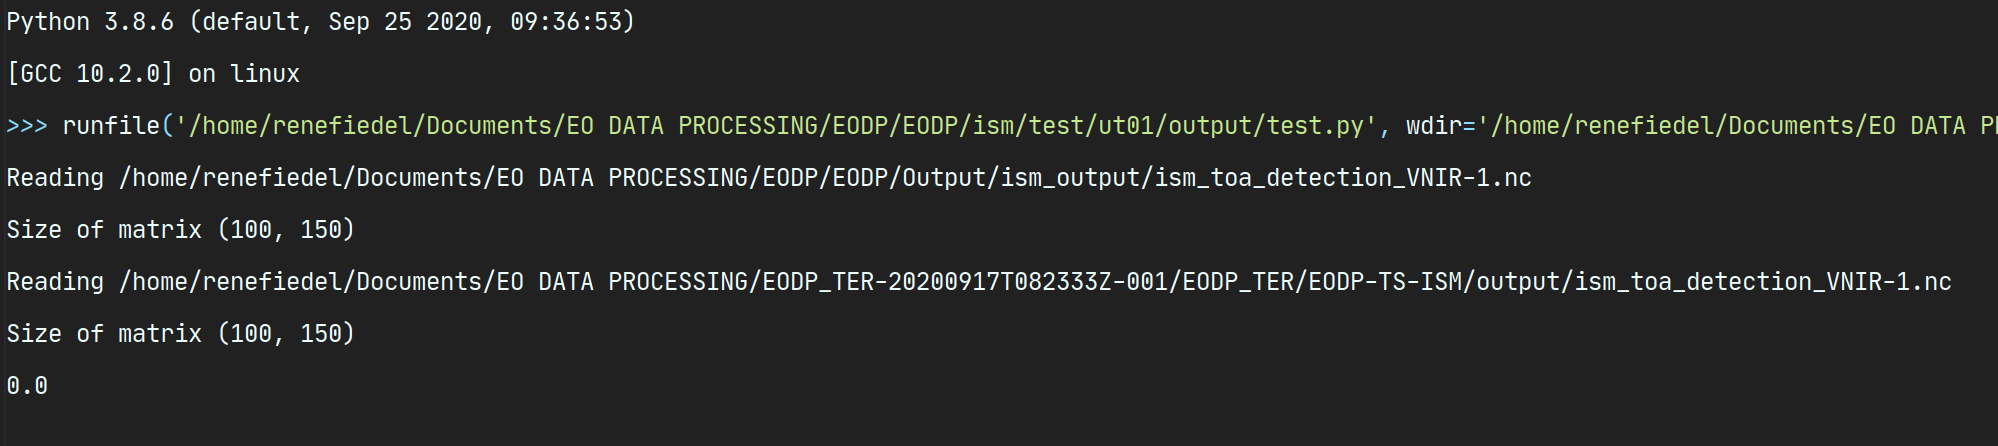 Python 3.8.6 (default, Sep 25 2020, 09:36:53)
[GCC 10.2.0] on linux
>>> runfile('/home/renefiedel/Documents/EO DATA PROCESSING/EODP/EODP/ism/test/ut01/output/test.py', wdir='/home/renefiedel/Documents/EO DATA
Reading /home/renefiedel/Documents/EO DATA PROCESSING/EODP/EODP/Output/ism_output/ism_toa_detection_VNIR-1.nc
Size of matrix (100, 150)
Reading /home/renefiedel/Documents/EO DATA PROCESSING/EODP_TER-20200917T082333Z-001/EODP_TER/EODP-TS-ISM/output/ism_toa_detection_VNIR-1.nc
Size of matrix (100, 150)
0.0